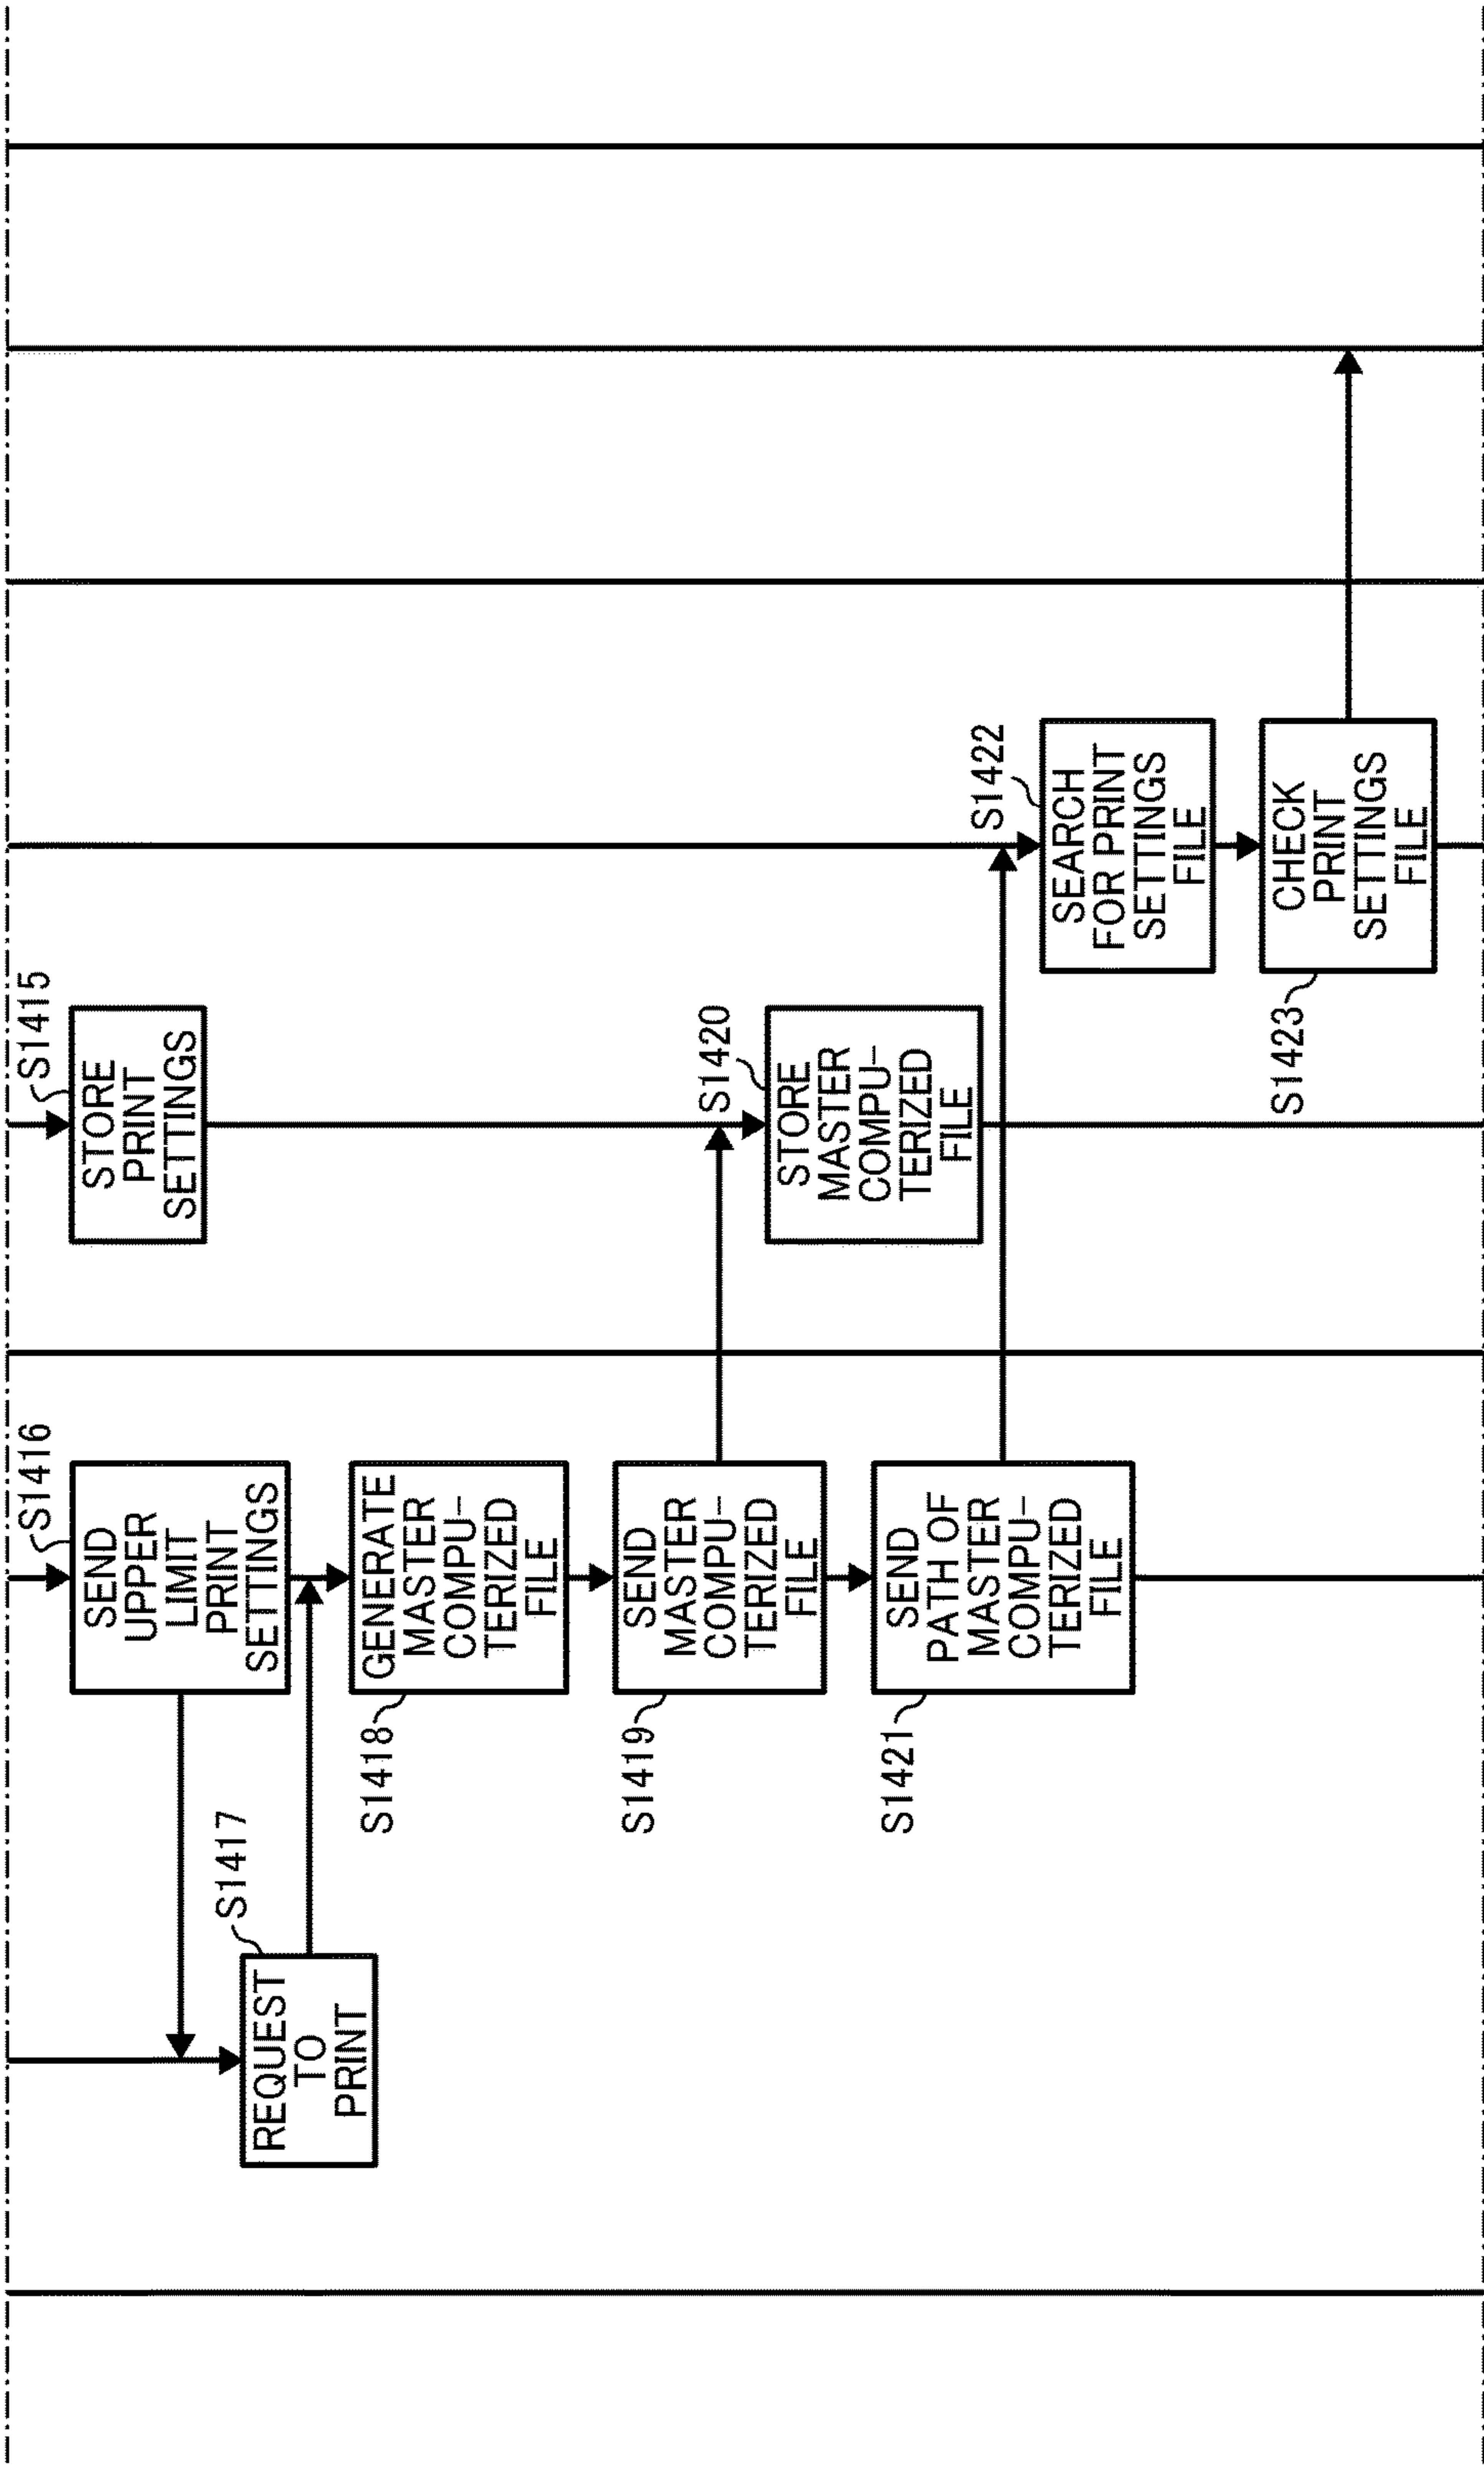 S1415
STORE
PRINT
SETTINGS
S1416
SEND
UPPER
LIMIT
PRINT
SETTINGS
S1417
REQUEST
TO
PRINT
S1418
GENERATE
MASTER
COMPU-
TERIZED
FILE
S1419
SEND
MASTER
COMPU-
TERIZED
FILE
S1420
STORE
MASTER
COMPU-
TERIZED
FILE
S1421
SEND
PATH OF
MASTER
COMPU-
TERIZED
FILE
S1422
SEARCH
FOR PRINT
SETTINGS
FILE
S1423
CHECK
PRINT
SETTINGS
FILE